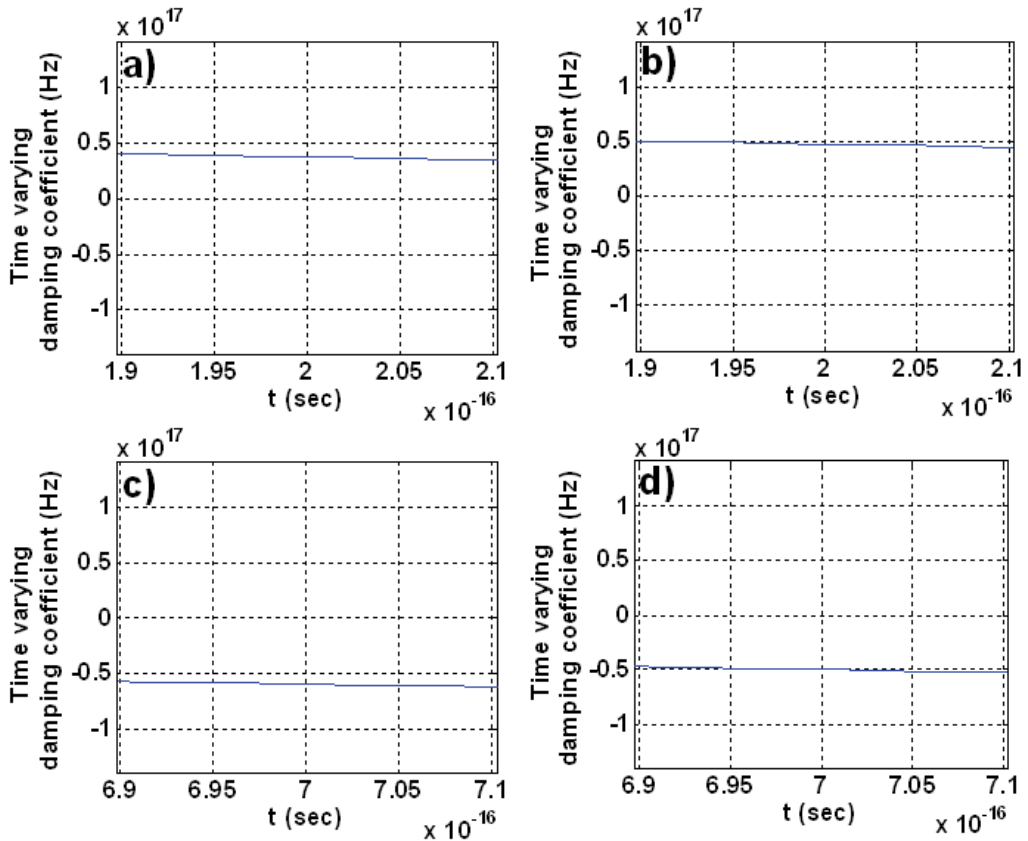 x 10^17
a)
1
0.5
0
-0.5
-1
Time varying
damping coefficient (Hz)
1.9 1.95 2 2.05 2.1
t (sec)
x 10^-16
x 10^17
b)
1
0.5
0
-0.5
-1
Time varying
damping coefficient (Hz)
1.9 1.95 2 2.05 2.1
t (sec)
x 10^-16
x 10^17
c)
1
0.5
0
-0.5
-1
Time varying
damping coefficient (Hz)
6.9 6.95 7 7.05 7.1
t (sec)
x 10^-16
x 10^17
d)
1
0.5
0
-0.5
-1
Time varying
damping coefficient (Hz)
6.9 6.95 7 7.05 7.1
t (sec)
x 10^-16